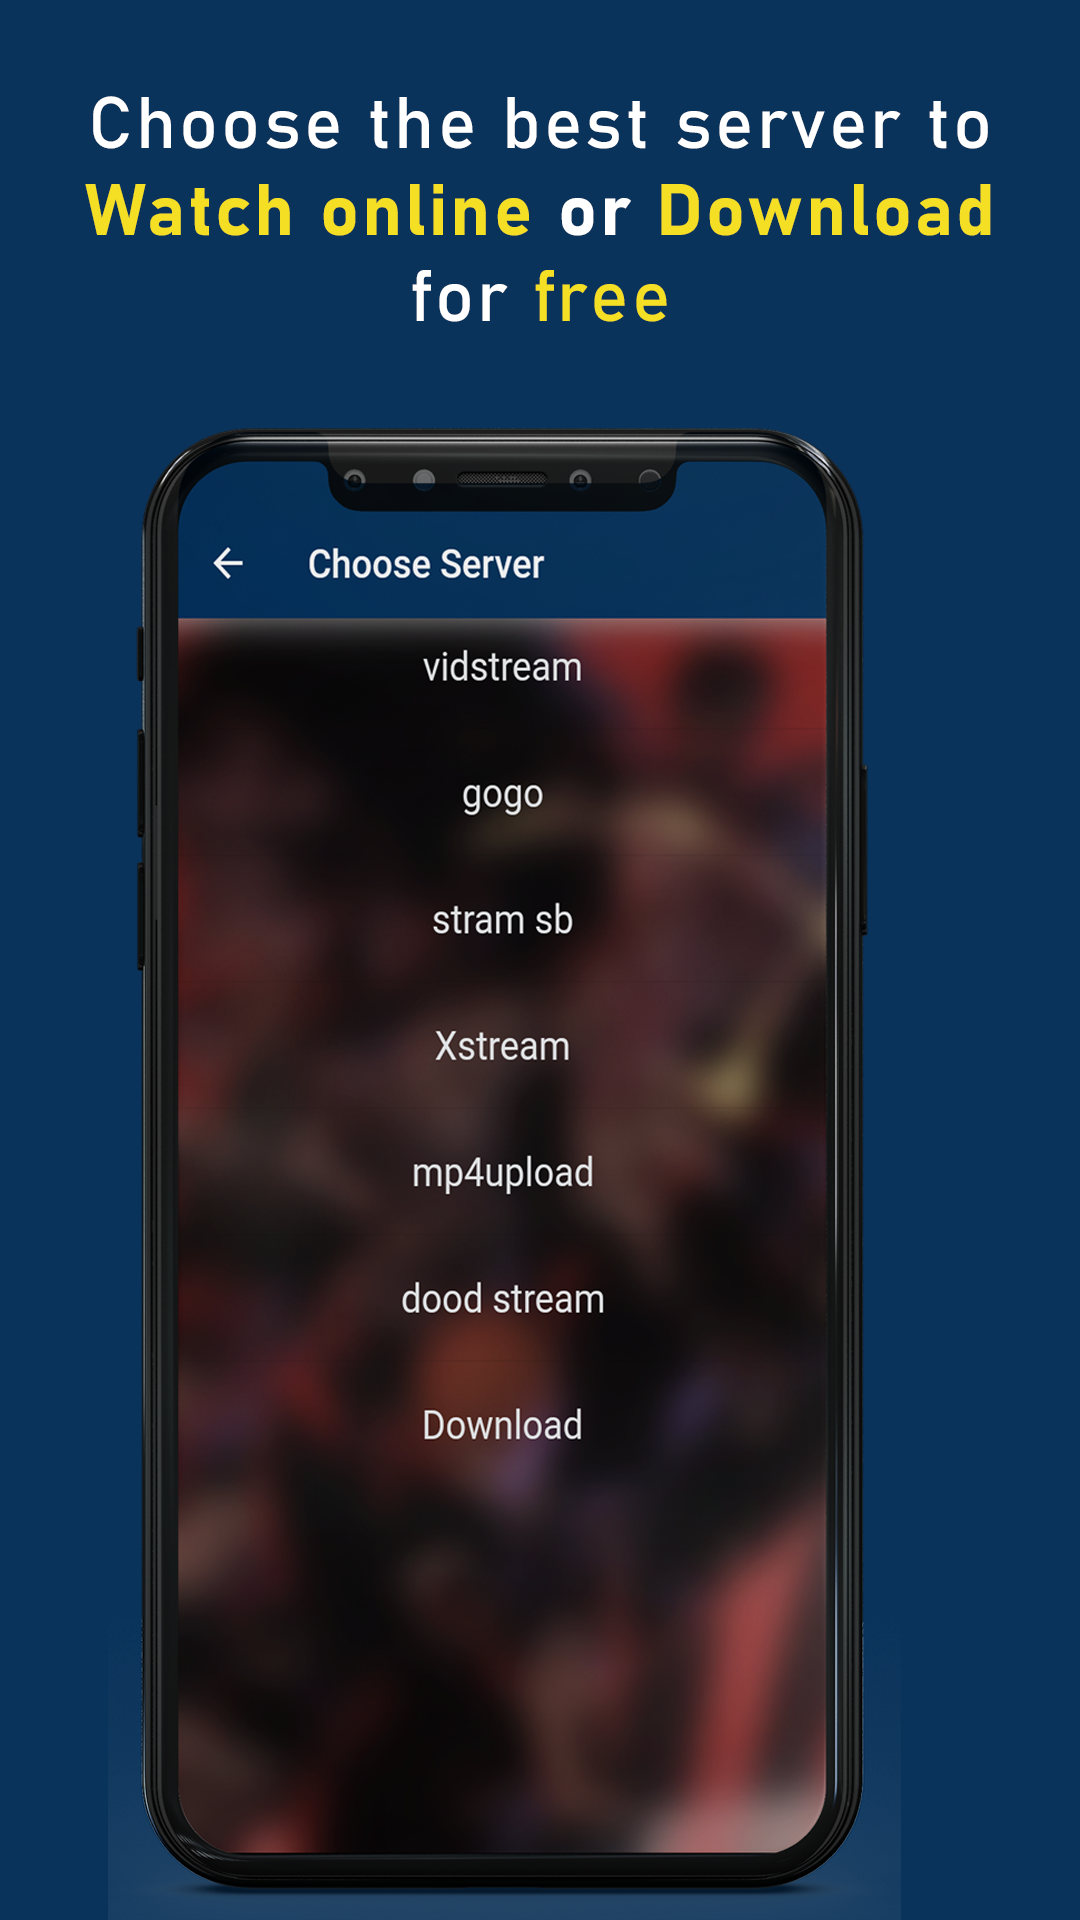 Choose the best server to
Watch online or Download
for free
Choose Server
vidstream
gogo
stram sb
Xstream
mp4upload
dood stream
Download